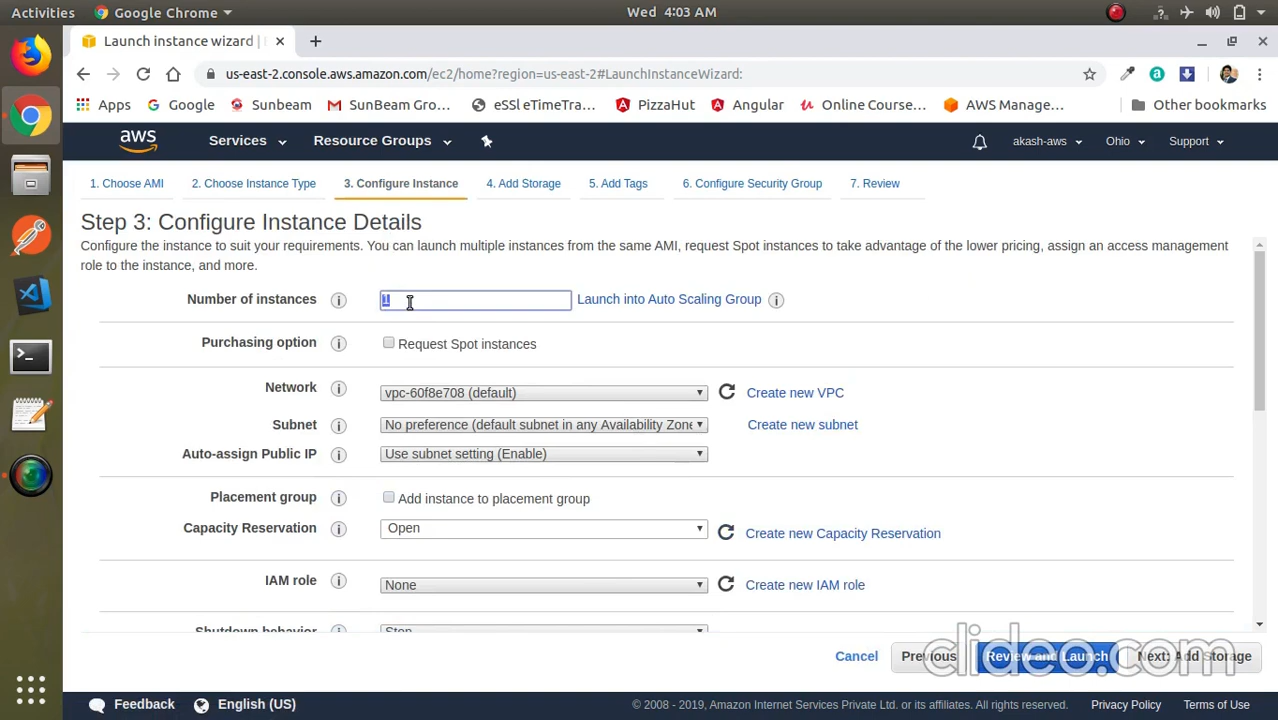 Activities Google Chrome Wed 4:03 AM
Launch instance wizard |
us-east-2.console.aws.amazon.com/ec2/home?region=us-east-2#LaunchInstanceWizard:
Apps Google Sunbeam SunBeam Gro... eSSl eTimeTra... PizzaHut Angular Online Course... AWS Manage... Other bookmarks
aws Services Resource Groups akash-aws Ohio Support
1. Choose AMI 2. Choose Instance Type 3. Configure Instance 4. Add Storage 5. Add Tags 6. Configure Security Group 7. Review
Step 3: Configure Instance Details
Configure the instance to suit your requirements. You can launch multiple instances from the same AMI, request Spot instances to take advantage of the lower pricing, assign an access management
role to the instance, and more.
Number of instances 1 Launch into Auto Scaling Group
Purchasing option Request Spot instances
Network vpc-60f8e708 (default) Create new VPC
Subnet No preference (default subnet in any Availability Zone Create new subnet
Auto-assign Public IP Use subnet setting (Enable)
Placement group Add instance to placement group
Capacity Reservation Open Create new Capacity Reservation
IAM role None Create new IAM role
Shutdown behavior Stop
Cancel Previous Review and Launch Next: Add Storage
clideo.com
Feedback English (US) © 2008 - 2019, Amazon Internet Services Private Ltd. or its affiliates. All rights reserved. Privacy Policy Terms of Use